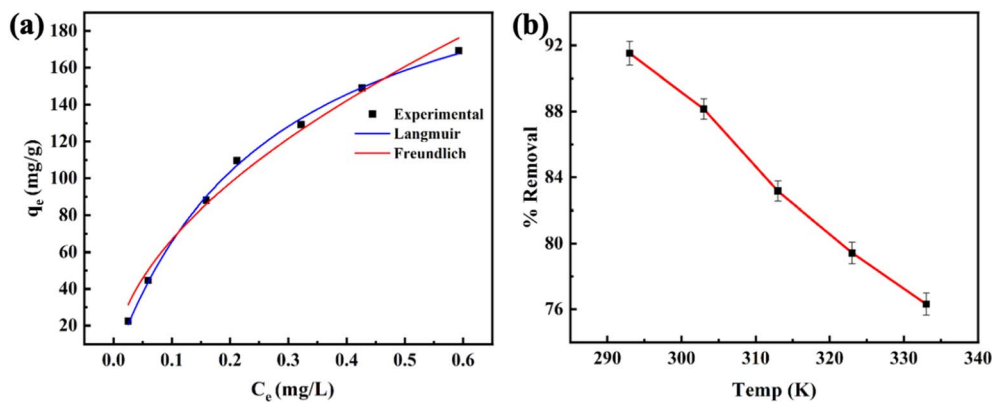 (a)
180
160
140
120
100
80
60
40
20
qe (mg/g)
Experimental
Langmuir
Freundlich
0.0 0.1 0.2 0.3 0.4 0.5 0.6
Ce (mg/L)
(b)
92
88
84
80
76
% Removal
290 300 310 320 330 340
Temp (K)